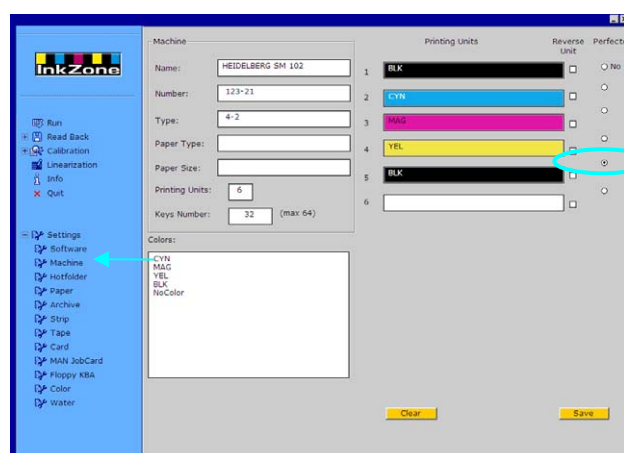 InkZone
Run
Read Back
Calibration
Linearization
Info
Quit
Settings
Software
Machine
Hotfolder
Paper
Archive
Strip
Tape
Card
MAN JobCard
Floppy KBA
Color
Water
Machine
Name: HEIDELBERG SM 102
Number: 123-21
Type: 4-2
Paper Type:
Paper Size:
Printing Units: 6
Keys Number: 32 (max 64)
Colors:
CYN
MAG
YEL
BLK
NoColor
Printing Units
Reverse Unit
Perfecto
1 BLK
No
2 CYN
3 MAG
4 YEL
5 BLK
6
Clear
Save